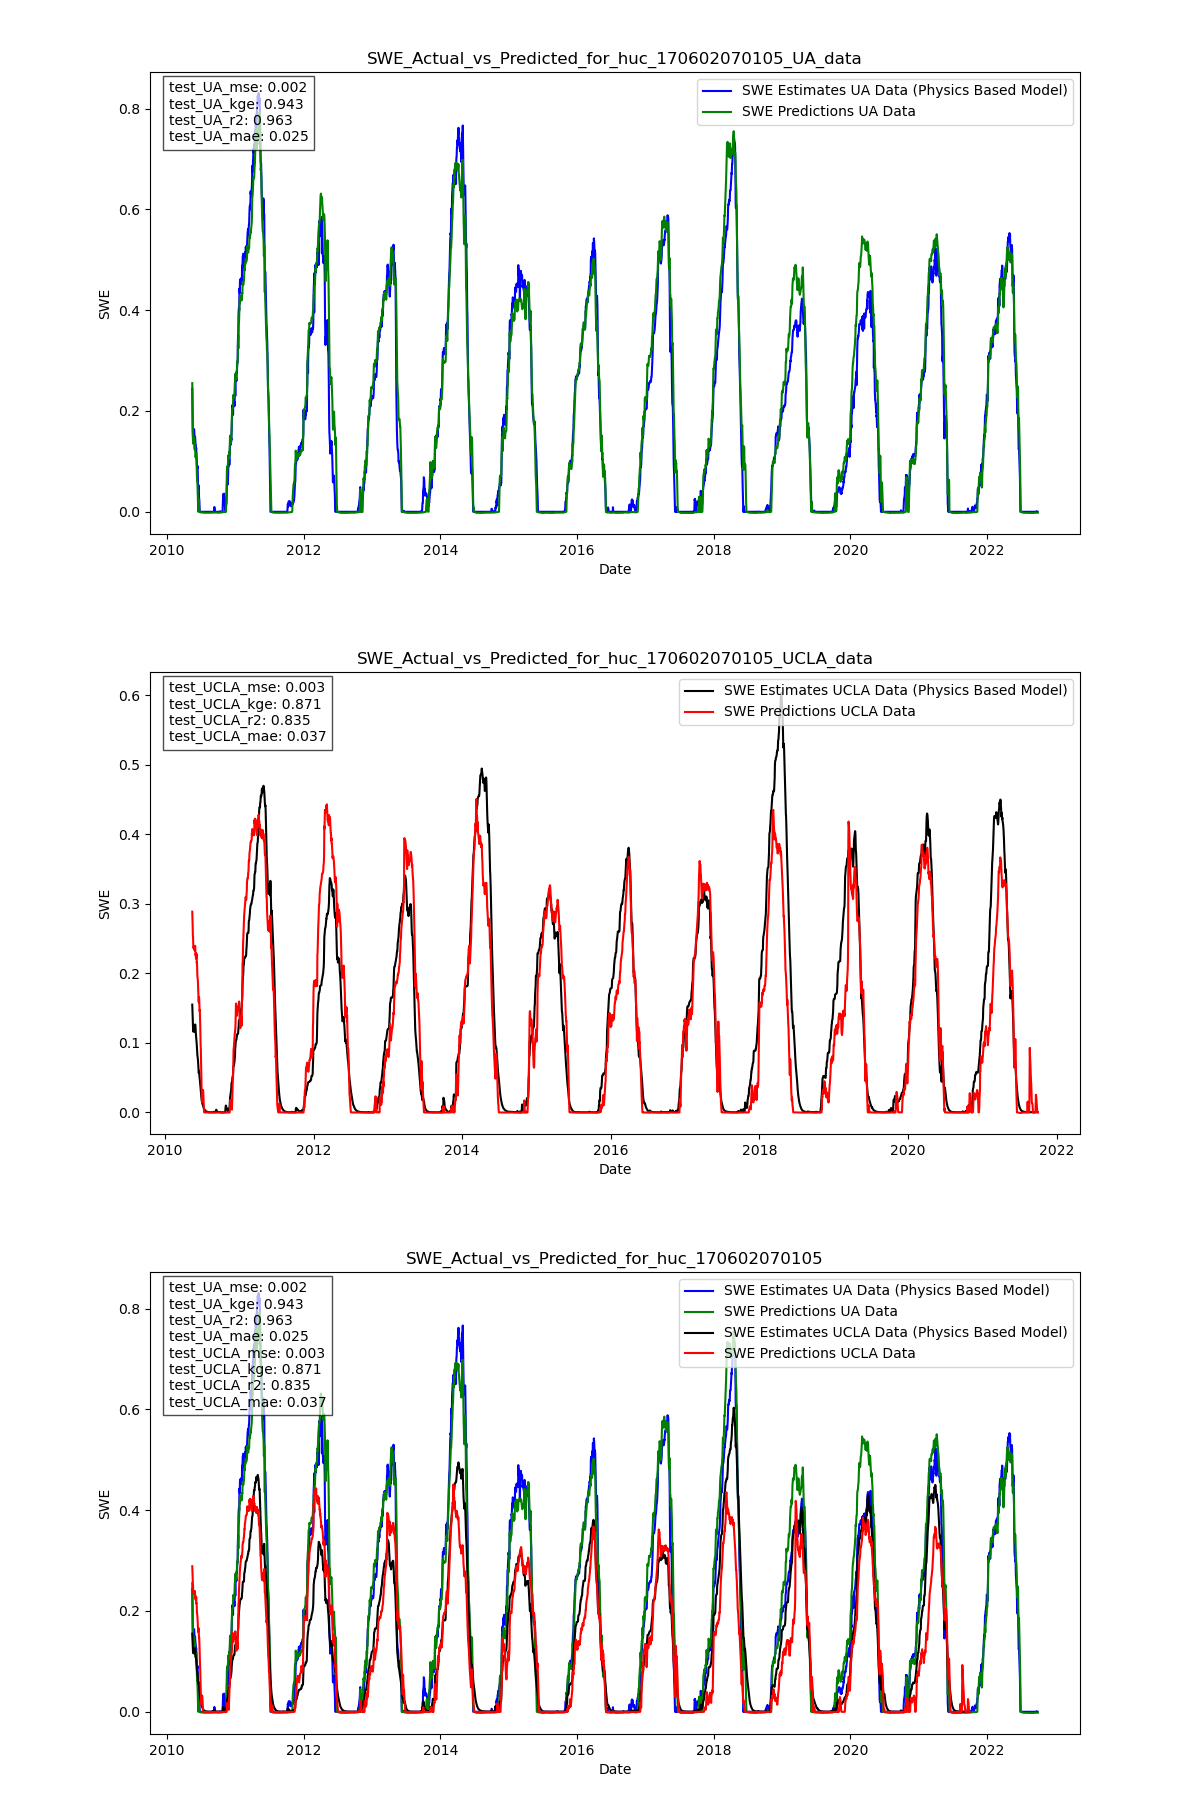 SWE_Actual_vs_Predicted_for_huc_170602070105_UA_data
test_UA_mse: 0.002
test_UA_kge: 0.943
test_UA_r2: 0.963
test_UA_mae: 0.025
SWE Estimates UA Data (Physics Based Model)
SWE Predictions UA Data
0.8
0.6
0.4
0.2
0.0
SWE
2010 2012 2014 2016 2018 2020 2022
Date
SWE_Actual_vs_Predicted_for_huc_170602070105_UCLA_data
test_UCLA_mse: 0.003
test_UCLA_kge: 0.871
test_UCLA_r2: 0.835
test_UCLA_mae: 0.037
SWE Estimates UCLA Data (Physics Based Model)
SWE Predictions UCLA Data
0.6
0.5
0.4
0.3
0.2
0.1
0.0
SWE
2010 2012 2014 2016 2018 2020 2022
Date
SWE_Actual_vs_Predicted_for_huc_170602070105
test_UA_mse: 0.002
test_UA_kge: 0.943
test_UA_r2: 0.963
test_UA_mae: 0.025
test_UCLA_mse: 0.003
test_UCLA_kge: 0.871
test_UCLA_r2: 0.835
test_UCLA_mae: 0.037
SWE Estimates UA Data (Physics Based Model)
SWE Predictions UA Data
SWE Estimates UCLA Data (Physics Based Model)
SWE Predictions UCLA Data
0.8
0.6
0.4
0.2
0.0
SWE
2010 2012 2014 2016 2018 2020 2022
Date